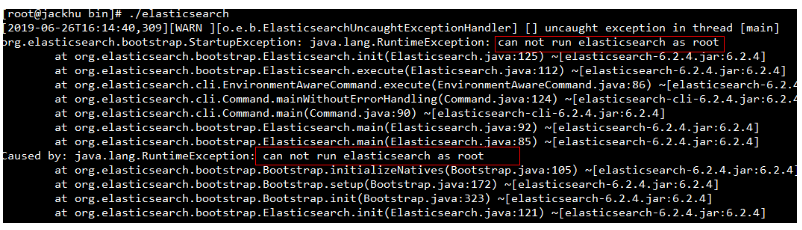 [root@jackhu bin]# ./elasticsearch
[2019-06-26T16:14:40,309][WARN ][o.e.b.ElasticsearchUncaughtExceptionHandler] [] uncaught exception in thread [main]
org.elasticsearch.bootstrap.StartupException: java.lang.RuntimeException: can not run elasticsearch as root
at org.elasticsearch.bootstrap.Elasticsearch.init(Elasticsearch.java:125) ~[elasticsearch-6.2.4.jar:6.2.4]
at org.elasticsearch.bootstrap.Elasticsearch.execute(Elasticsearch.java:112) ~[elasticsearch-6.2.4.jar:6.2.4]
at org.elasticsearch.cli.EnvironmentAwareCommand.execute(EnvironmentAwareCommand.java:86) ~[elasticsearch-6.2.4
at org.elasticsearch.cli.Command.mainWithoutErrorHandling(Command.java:124) ~[elasticsearch-cli-6.2.4.jar:6.2.4]
at org.elasticsearch.cli.Command.main(Command.java:90) ~[elasticsearch-cli-6.2.4.jar:6.2.4]
at org.elasticsearch.bootstrap.Elasticsearch.main(Elasticsearch.java:92) ~[elasticsearch-6.2.4.jar:6.2.4]
at org.elasticsearch.bootstrap.Elasticsearch.main(Elasticsearch.java:85) ~[elasticsearch-6.2.4.jar:6.2.4]
Caused by: java.lang.RuntimeException: can not run elasticsearch as root
at org.elasticsearch.bootstrap.Bootstrap.initializeNatives(Bootstrap.java:105) ~[elasticsearch-6.2.4.jar:6.2.4]
at org.elasticsearch.bootstrap.Bootstrap.setup(Bootstrap.java:172) ~[elasticsearch-6.2.4.jar:6.2.4]
at org.elasticsearch.bootstrap.Bootstrap.init(Bootstrap.java:323) ~[elasticsearch-6.2.4.jar:6.2.4]
at org.elasticsearch.bootstrap.Elasticsearch.init(Elasticsearch.java:121) ~[elasticsearch-6.2.4.jar:6.2.4]